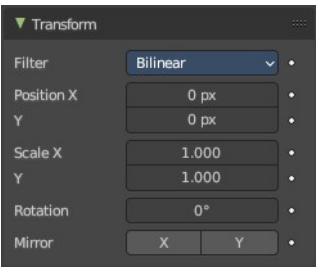 Transform
Filter Bilinear
Position X 0 px
Y 0 px
Scale X 1.000
Y 1.000
Rotation 0°
Mirror X Y